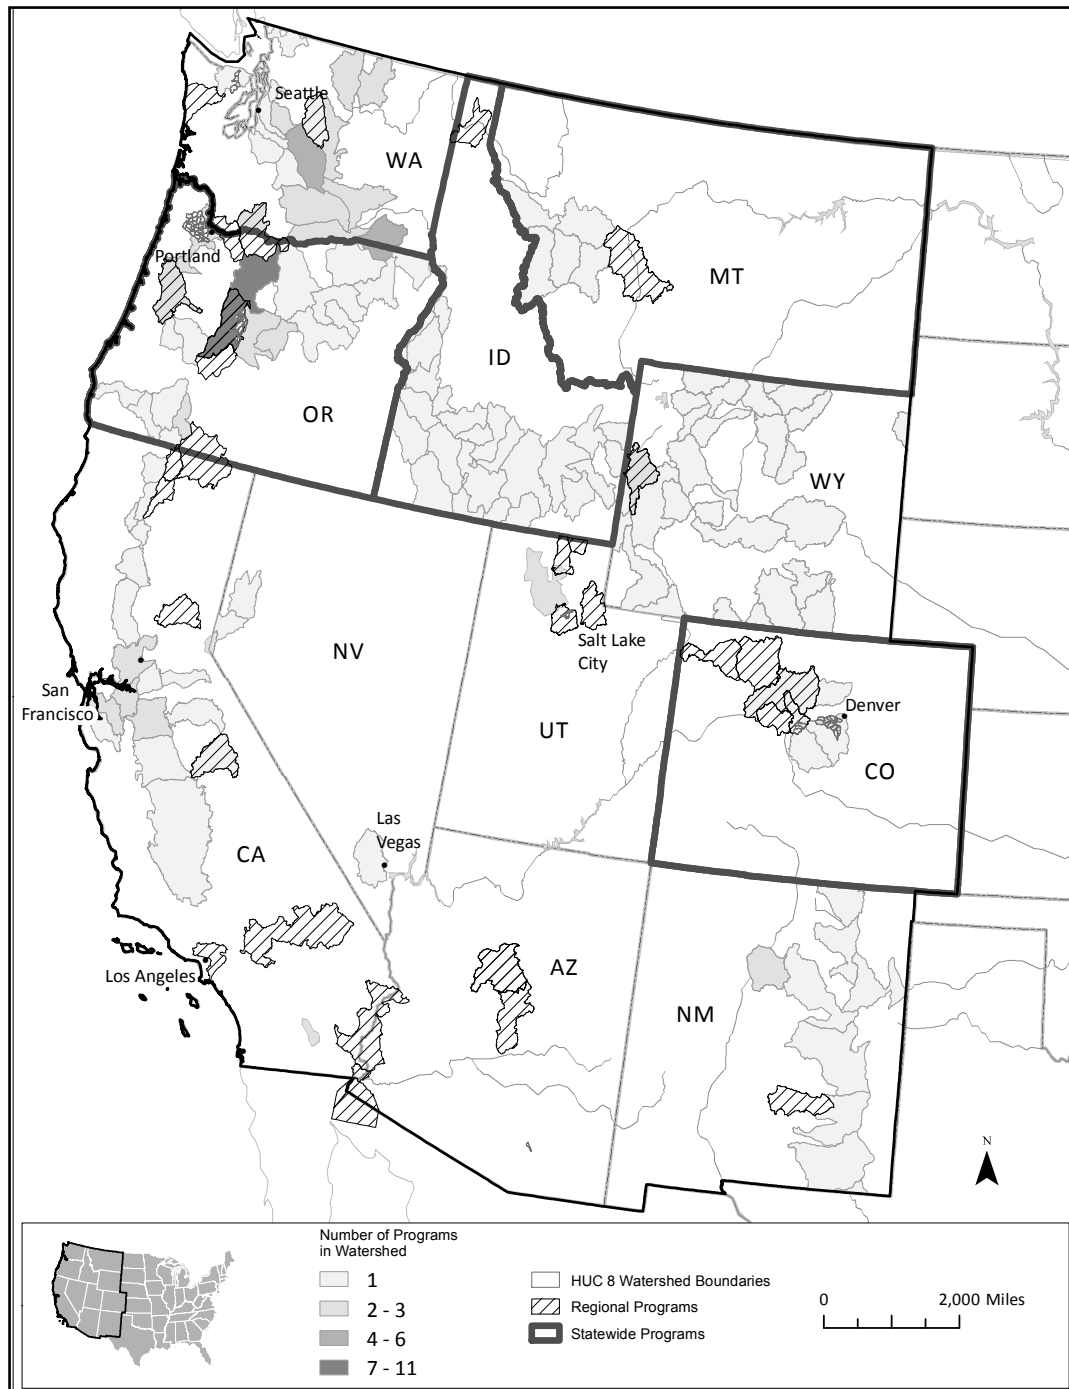 Seattle
WA
Portland
MT
ID
OR
WY
NV
Salt Lake
City
San
Francisco
Denver
UT
CO
Las
Vegas
CA
Los Angeles
AZ
NM
N
Number of Programs
in Watershed
1
2 - 3
4 - 6
7 - 11
HUC 8 Watershed Boundaries
Regional Programs
Statewide Programs
0 2,000 Miles